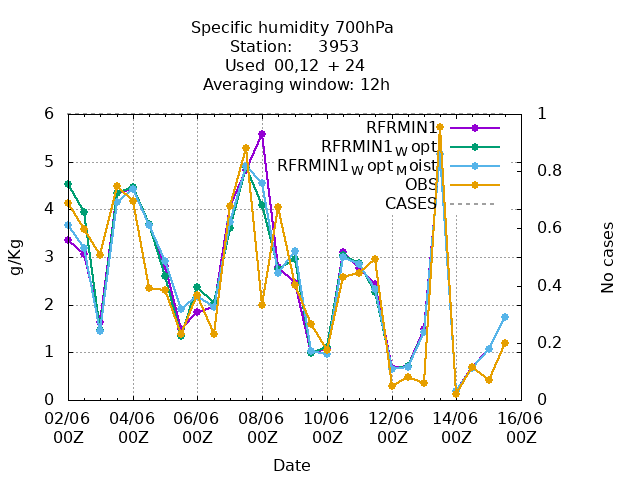 Specific humidity 700hPa
Station: 3953
Used 00,12 + 24
Averaging window: 12h
RFRMIN1
RFRMIN1_W opt
RFRMIN1_W opt_M oist
OBS
CASES
g/Kg
6
5
4
3
2
1
0
No cases
1
0.8
0.6
0.4
0.2
0
02/06 04/06 06/06 08/06 10/06 12/06 14/06 16/06
00Z 00Z 00Z 00Z 00Z 00Z 00Z 00Z
Date